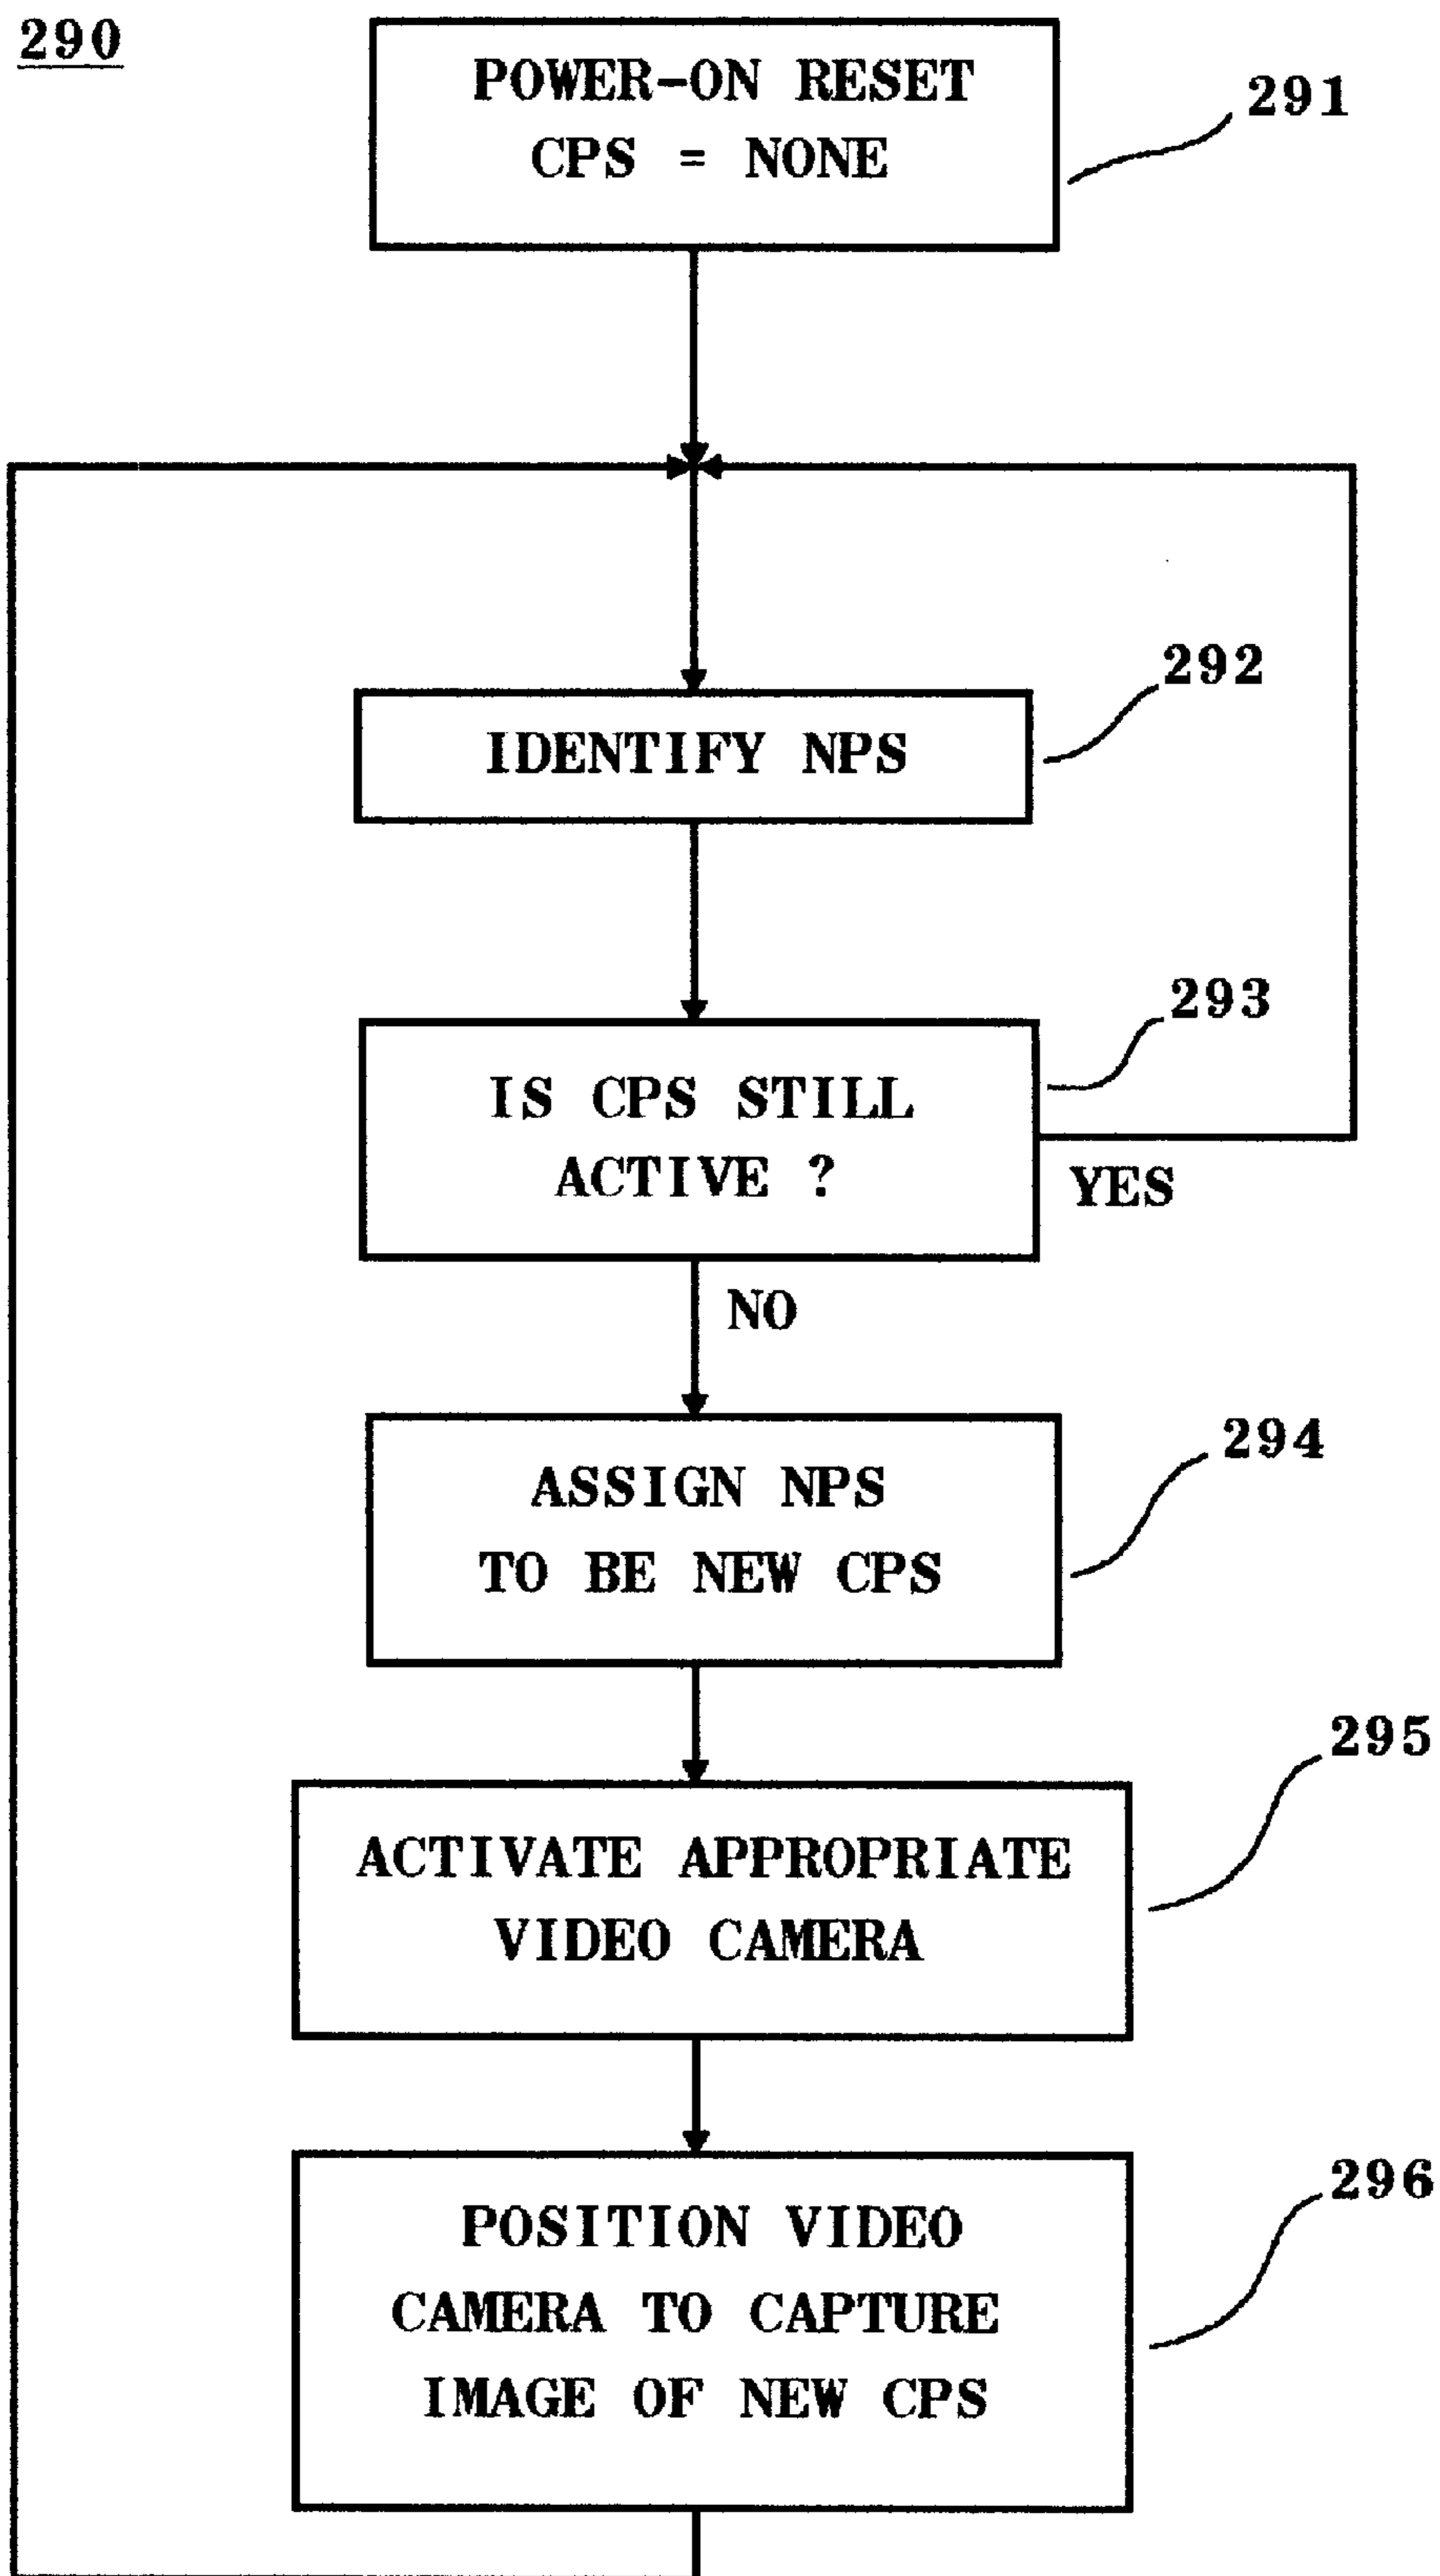 290
POWER-ON RESET
CPS = NONE
291
292
IDENTIFY NPS
293
IS CPS STILL
ACTIVE ?
YES
NO
294
ASSIGN NPS
TO BE NEW CPS
295
ACTIVATE APPROPRIATE
VIDEO CAMERA
296
POSITION VIDEO
CAMERA TO CAPTURE
IMAGE OF NEW CPS